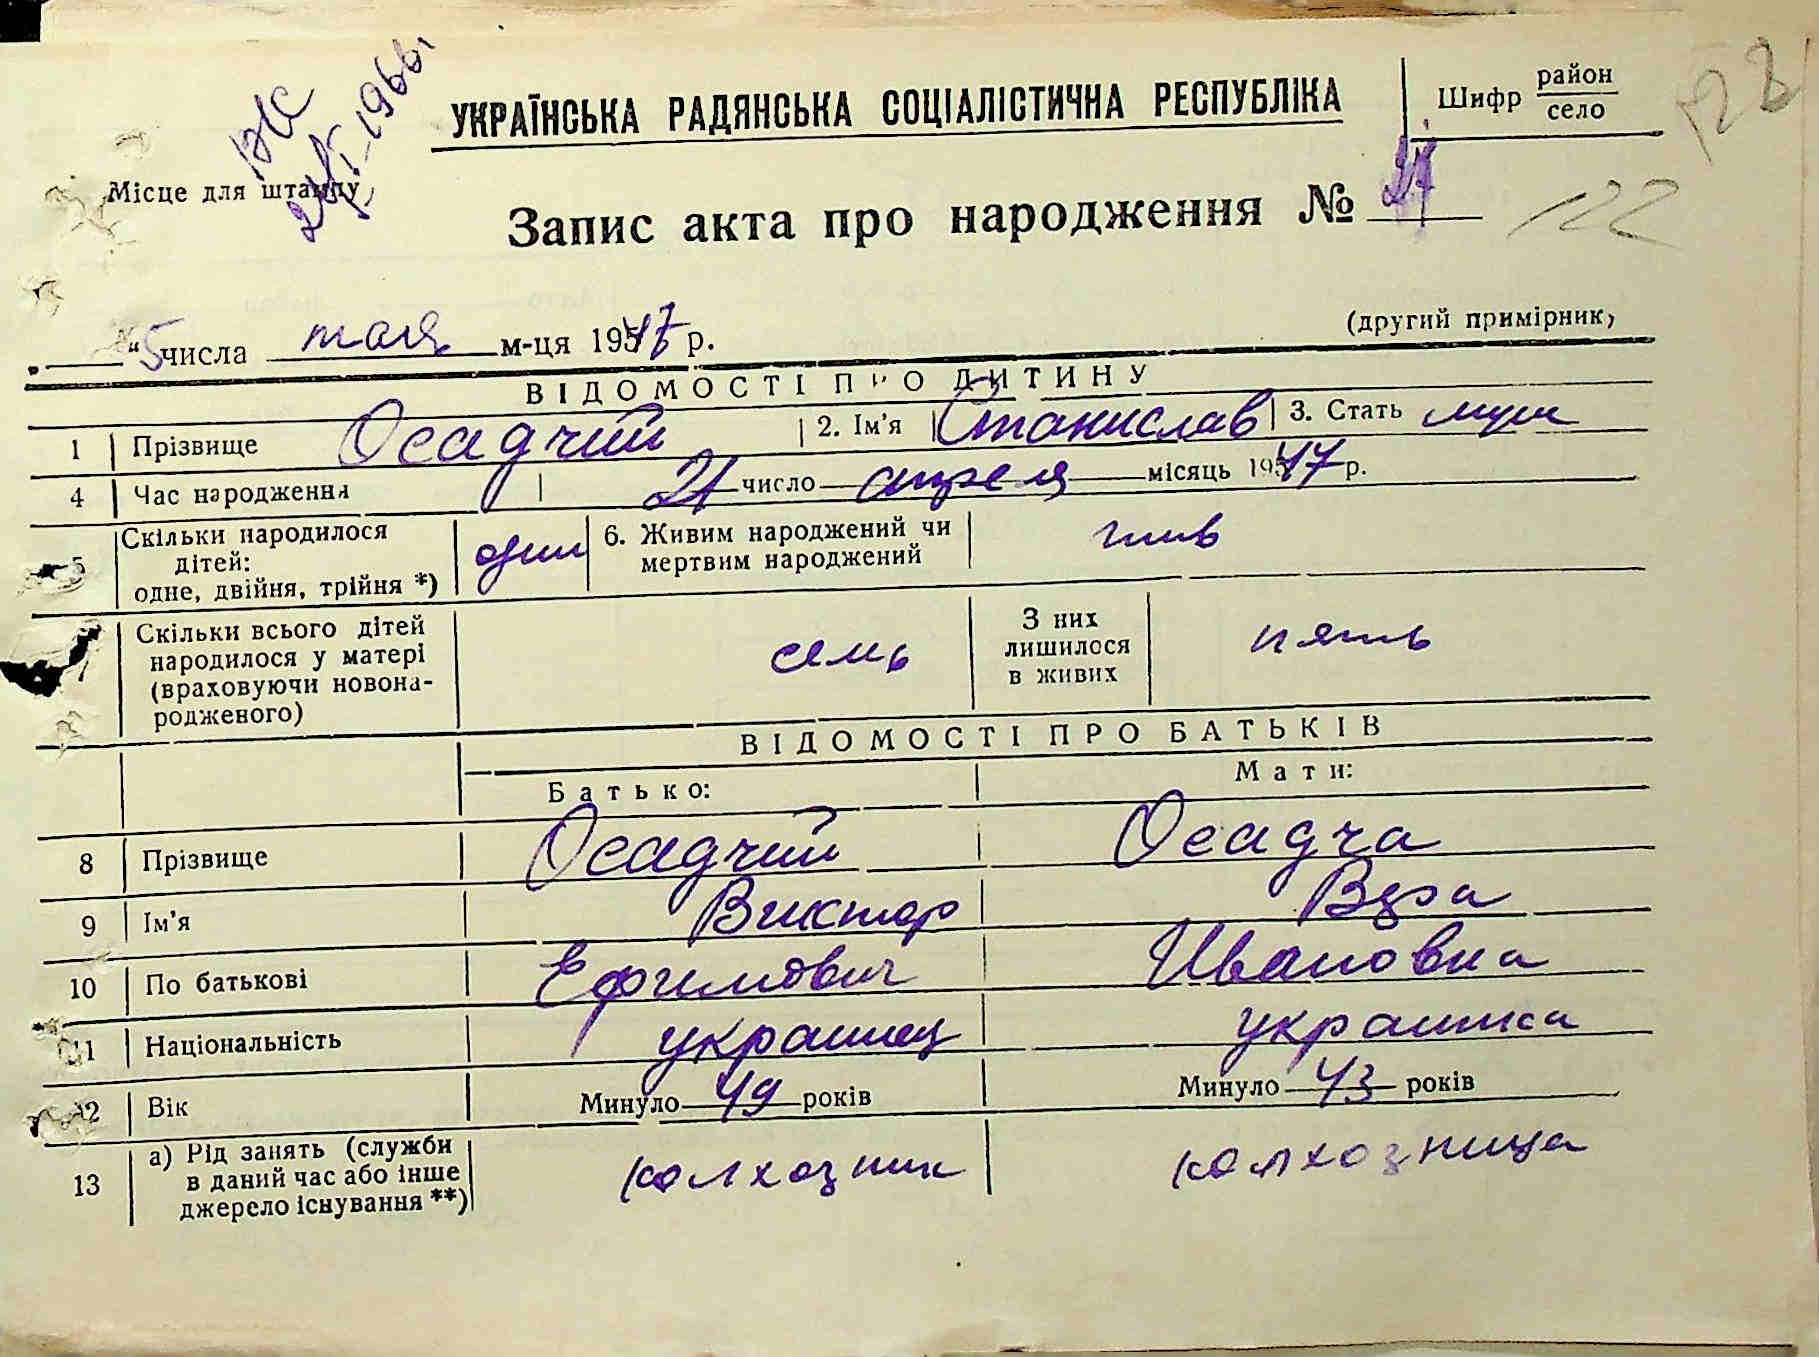 УКРАЇНСЬКА РАДЯНСЬКА СОЦІАЛІСТИЧНА РЕСПУБЛІКА
Шифр район
село
Місце для штампу
Запис акта про народження № 27
122
"5 числа мая м-ця 1947 р.
(другий примірник)
ВІДОМОСТІ ПРО ДИТИНУ
1 Прізвище Осадчий 2. Ім'я Станислав 3. Стать муж
4 Час народження 21 число апреля місяць 1947 р.
5 Скільки народилося дітей: одне, двійня, трійня *) один 6. Живим народжений чи мертвим народжений жив
Скільки всього дітей народилося у матері (враховуючи новона-родженого) семь З них лишилося в живих пять
ВІДОМОСТІ ПРО БАТЬКІВ
Батько: Мати:
8 Прізвище Осадчий Осадча
9 Ім'я Виктор Вера
10 По батькові Ефимович Ивановна
11 Національність украинец украинка
12 Вік Минуло 49 років Минуло 43 років
13 а) Рід занять (служби в даний час або інше джерело існування **) колхозник колхозница